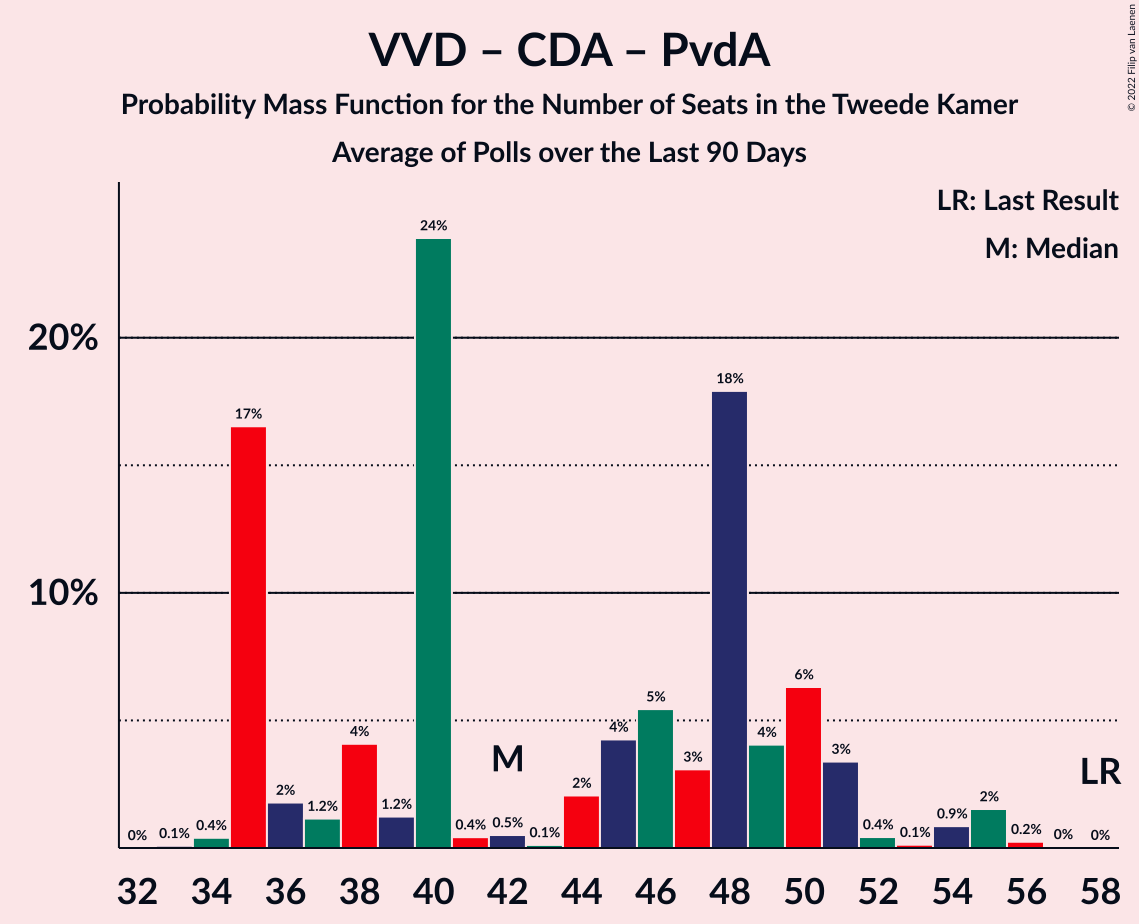 VVD – CDA – PvdA
Probability Mass Function for the Number of Seats in the Tweede Kamer
Average of Polls over the Last 90 Days
© 2022 Filip van Laenen
LR: Last Result
M: Median
20%
10%
0% 0.1% 0.4% 17% 2% 1.2% 4% 1.2% 24% 0.4% 0.5% 0.1% 2% 4% 5% 3% 18% 4% 6% 3% 0.4% 0.1% 0.9% 2% 0.2% 0% 0%
M
LR
32 34 36 38 40 42 44 46 48 50 52 54 56 58